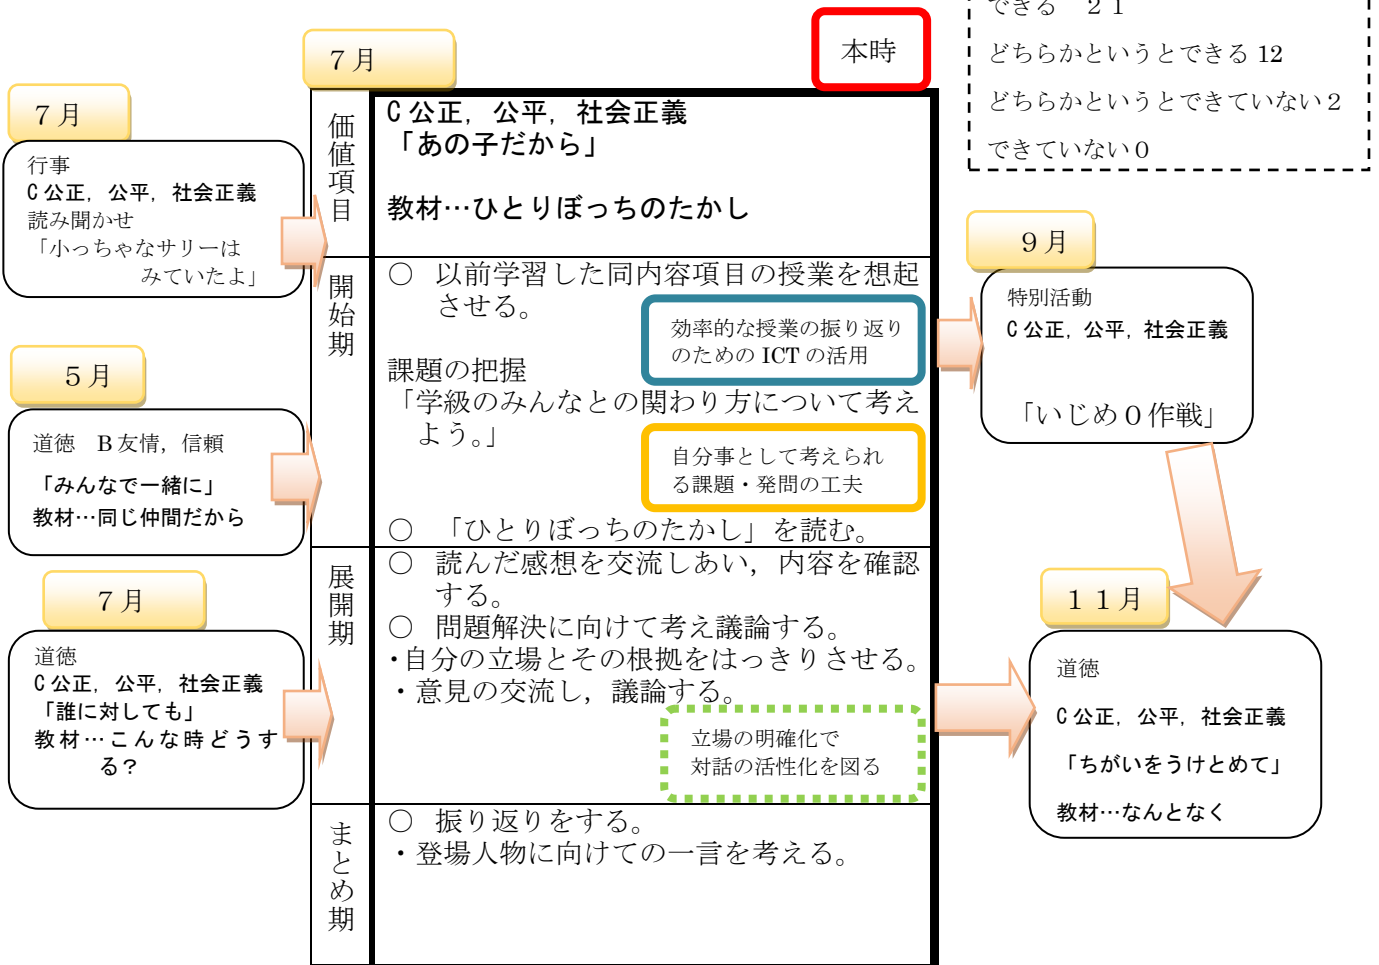 できる　２１
どちらかというとできる 12
どちらかというとできていない２
できていない０
７月
本時
７月
行事
C 公正，公平，社会正義
読み聞かせ
「小っちゃなサリーは
みていたよ」
５月
道徳　B 友情，信頼
「みんなで一緒に」
教材…同じ仲間だから
７月
道徳
C 公正，公平，社会正義
「誰に対しても」
教材…こんな時どうす
る？
価値項目
C 公正，公平，社会正義
「あの子だから」
教材…ひとりぼっちのたかし
開始期
○　以前学習した同内容項目の授業を想起
させる。
効率的な授業の振り返り
のための ICT の活用
課題の把握
「学級のみんなとの関わり方について考え
よう。」
自分事として考えられ
る課題・発問の工夫
○　「ひとりぼっちのたかし」を読む。
展開期
○　読んだ感想を交流しあい，内容を確認
する。
○　問題解決に向けて考え議論する。
・自分の立場とその根拠をはっきりさせる。
・意見の交流し，議論する。
立場の明確化で
対話の活性化を図る
まとめ期
○　振り返りをする。
・登場人物に向けての一言を考える。
９月
特別活動
C 公正，公平，社会正義
「いじめ０作戦」
１１月
道徳
C 公正，公平，社会正義
「ちがいをうけとめて」
教材…なんとなく